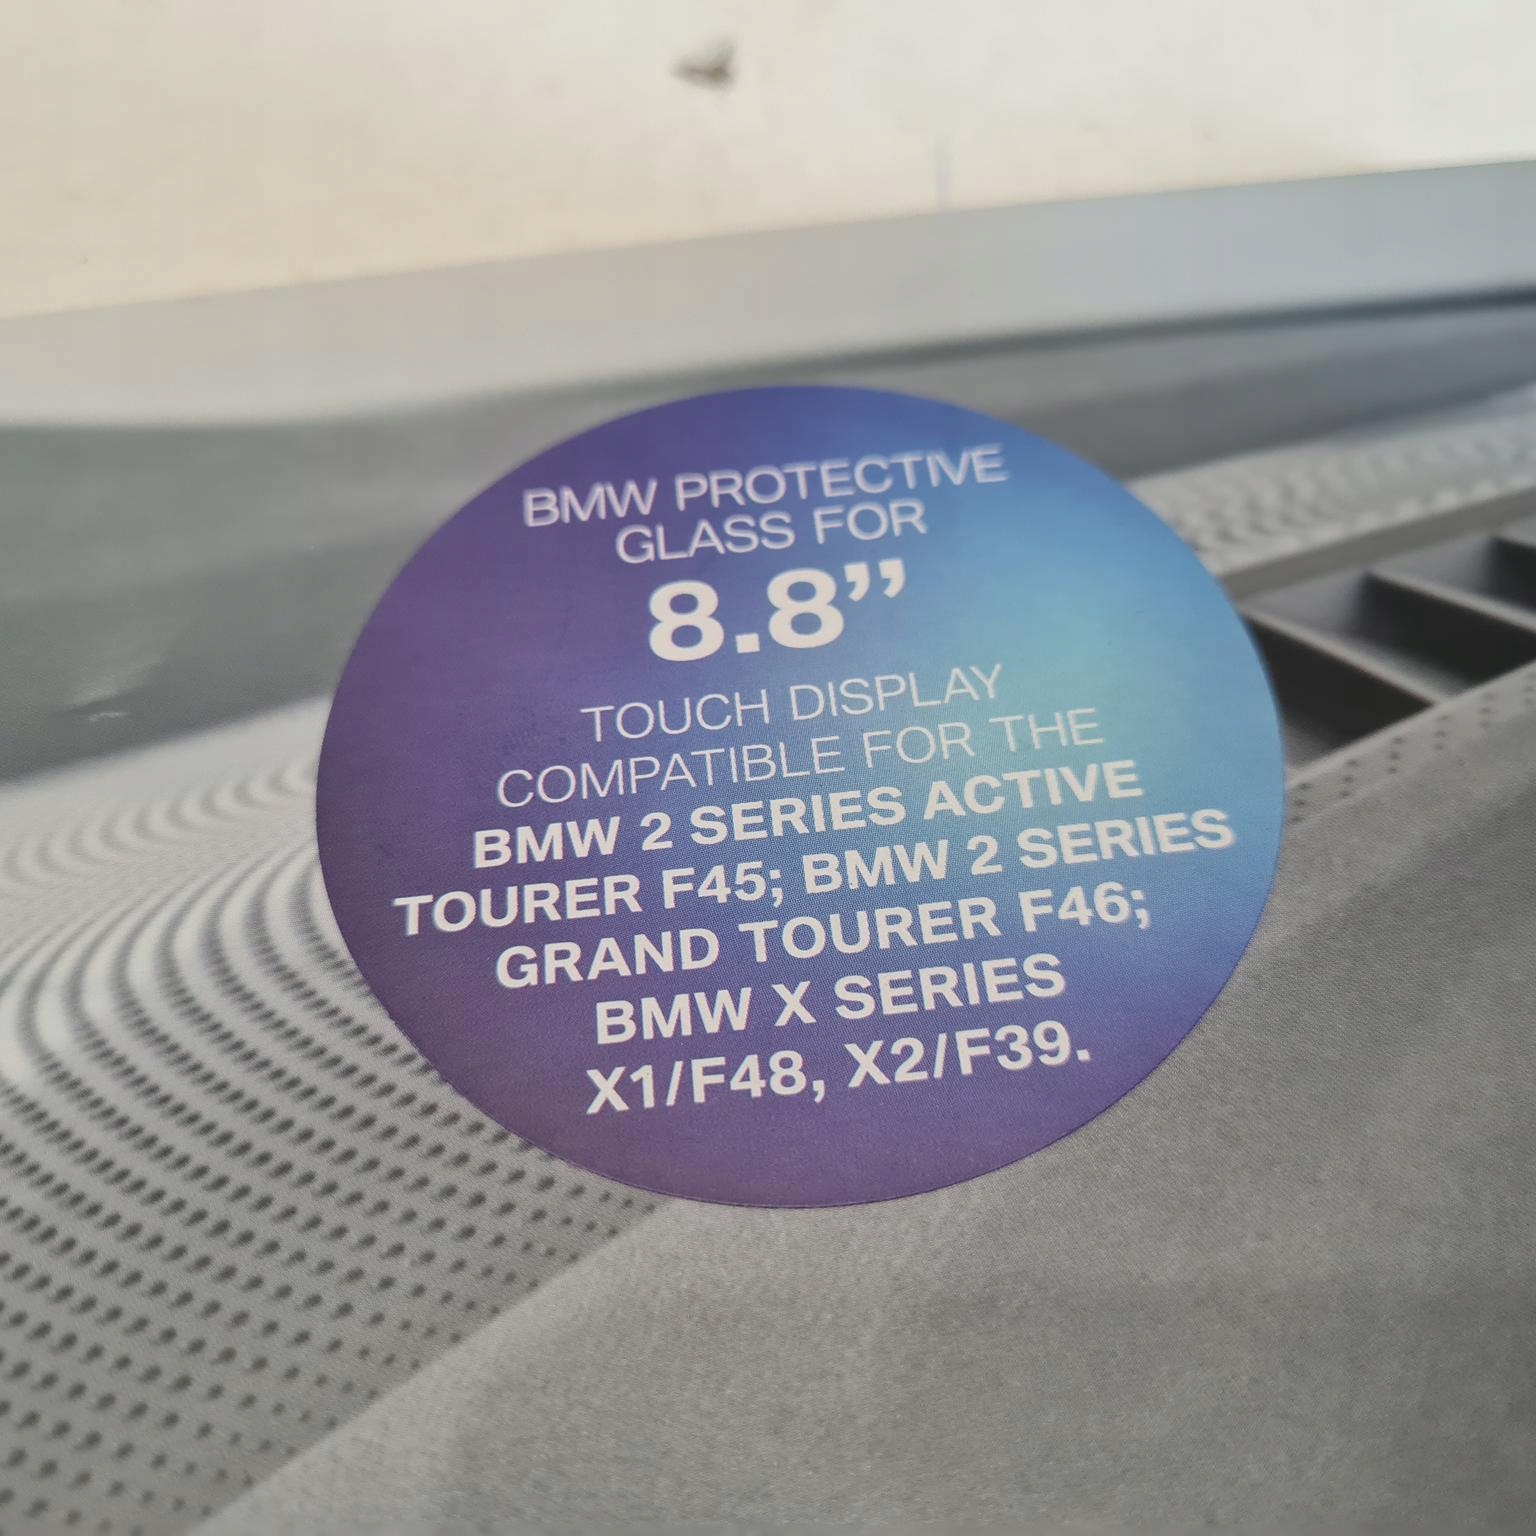 BMW PROTECTIVE
GLASS FOR
8.8”
TOUCH DISPLAY
COMPATIBLE FOR THE
BMW 2 SERIES ACTIVE
TOURER F45; BMW 2 SERIES
GRAND TOURER F46;
BMW X SERIES
X1/F48, X2/F39.